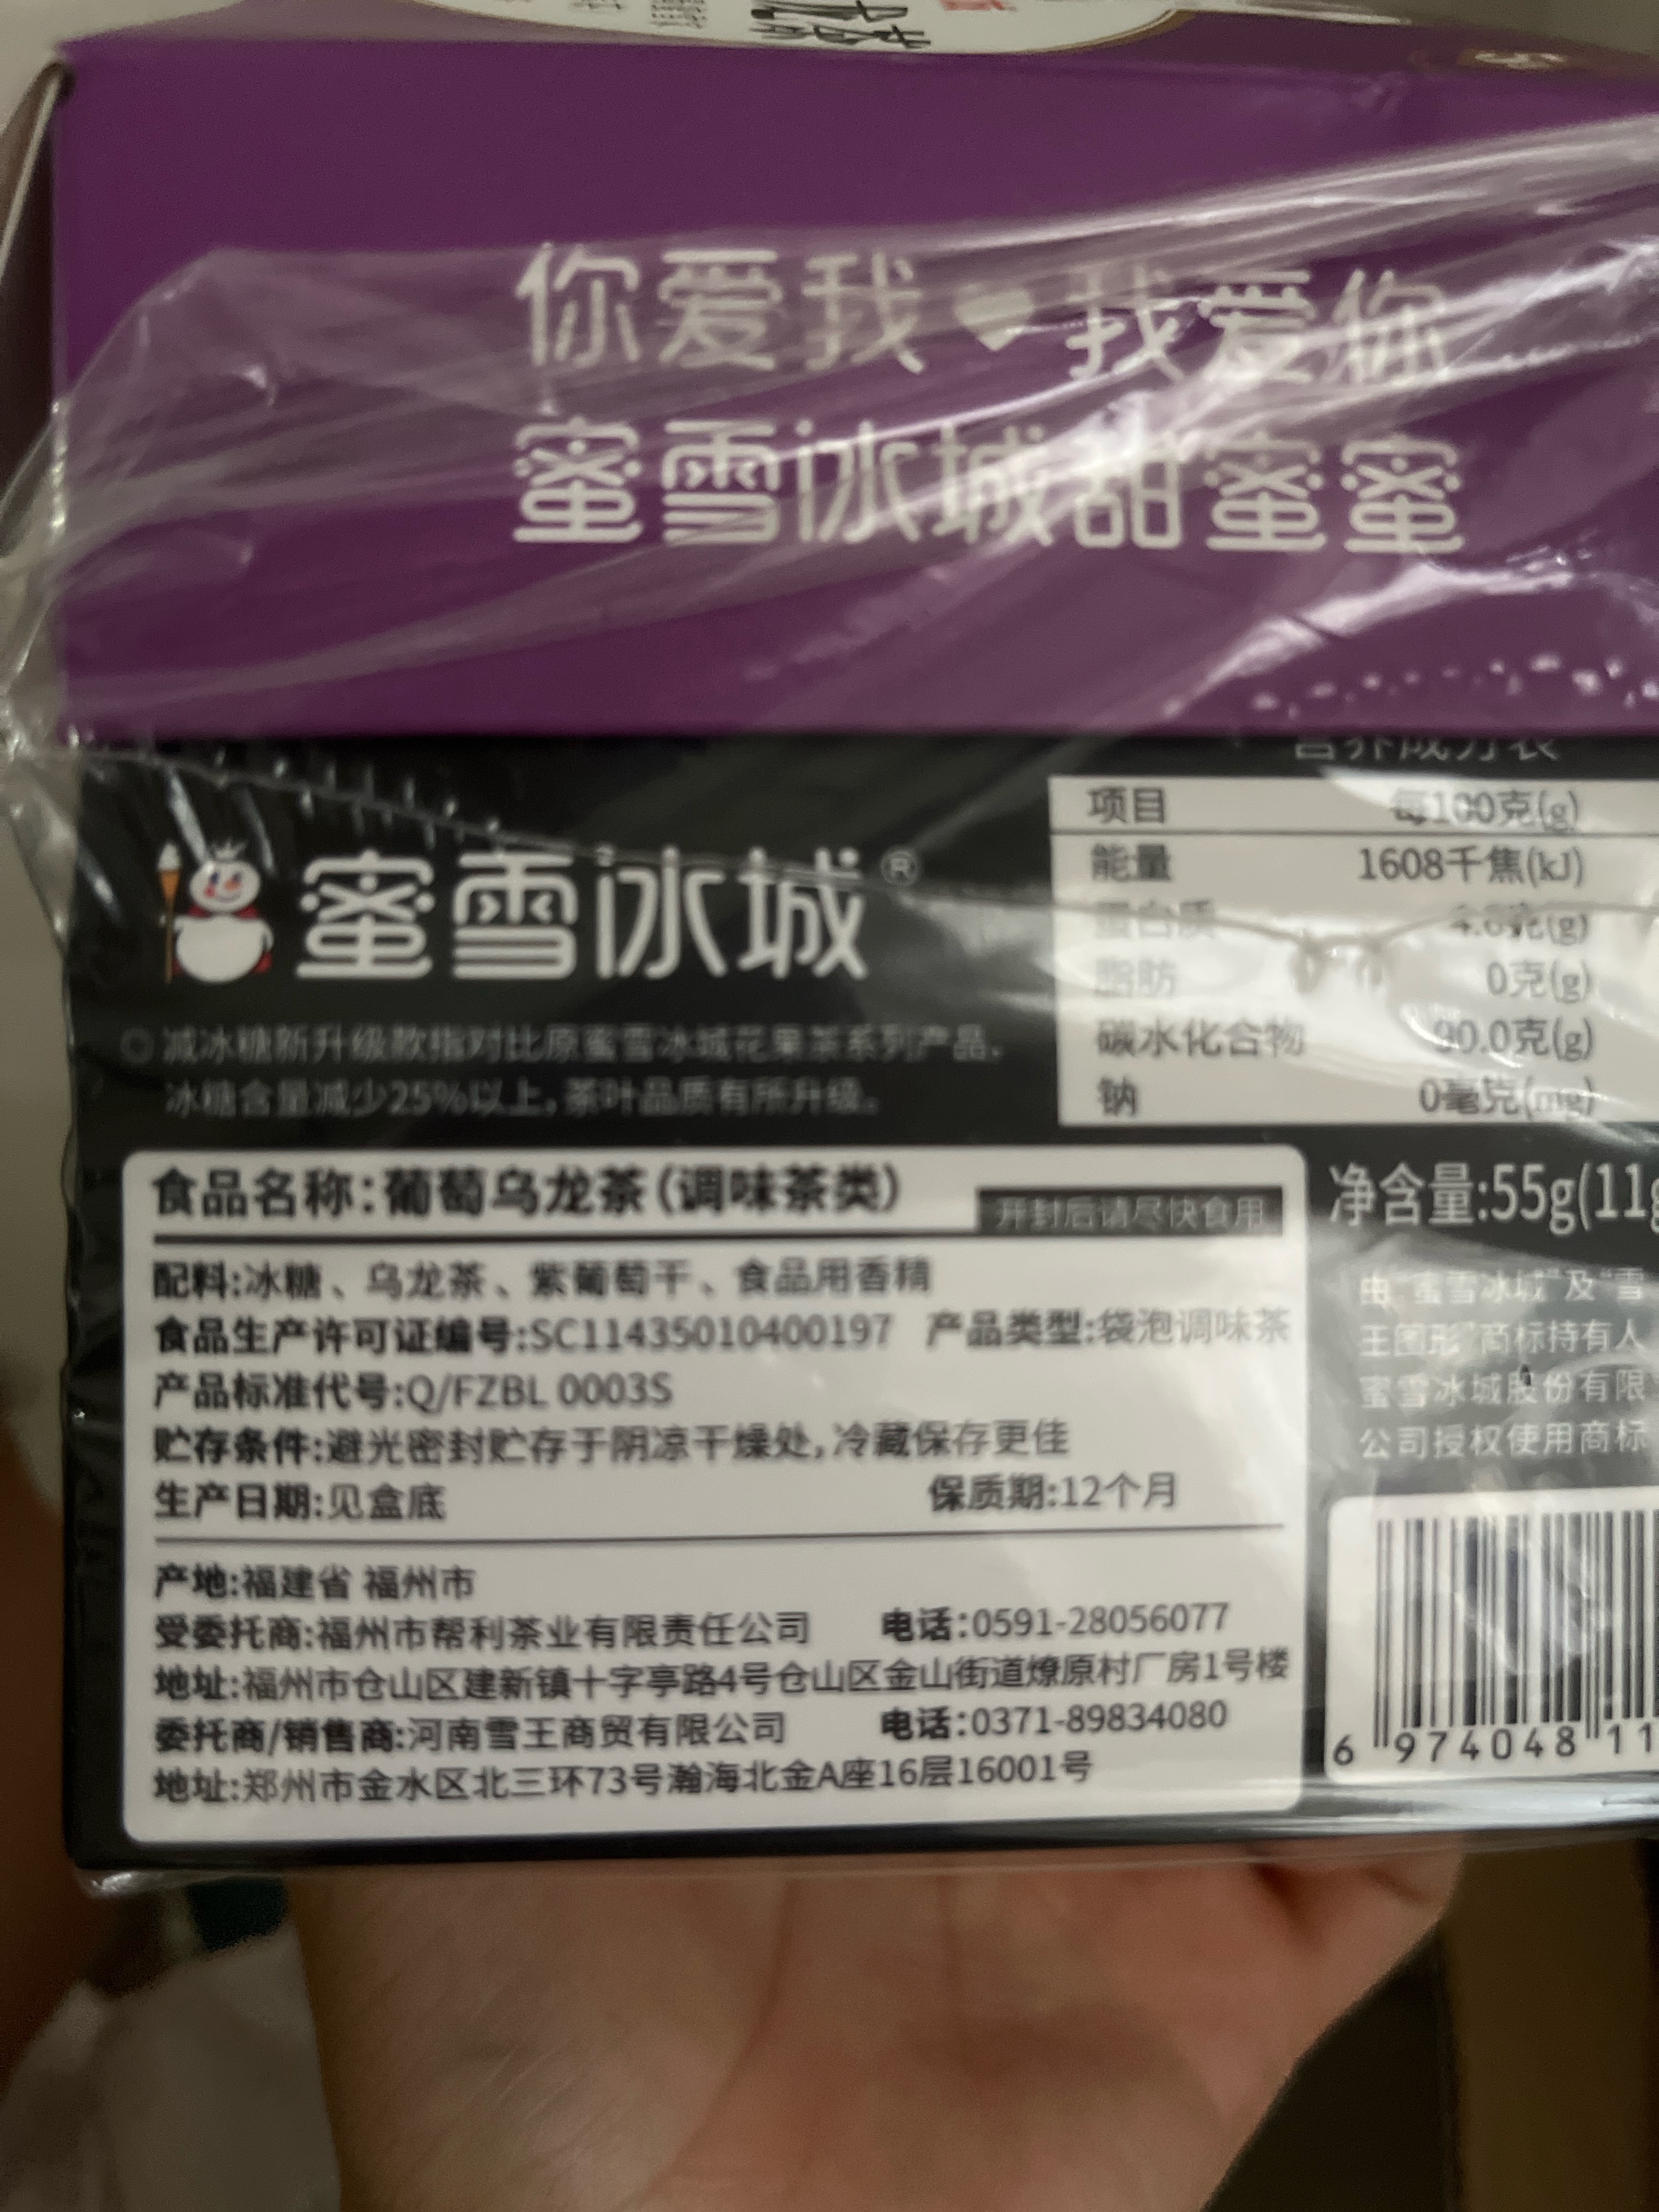 你爱我♥我爱你
蜜雪冰城甜蜜蜜
蜜雪冰城®
减冰糖新升级款指对比原蜜雪冰城花果茶系列产品，
冰糖含量减少25%以上，茶叶品质有所升级。
营养成分表
项目 每100克(g)
能量 1608千焦(kJ)
蛋白质 克(g)
脂肪 0克(g)
碳水化合物 90.0克(g)
钠 0毫克(mg)
食品名称：葡萄乌龙茶（调味茶类）
开封后请尽快食用
配料:冰糖、乌龙茶、紫葡萄干、食品用香精
食品生产许可证编号:SC11435010400197 产品类型:袋泡调味茶
产品标准代号:Q/FZBL 0003S
贮存条件:避光密封贮存于阴凉干燥处，冷藏保存更佳
生产日期:见盒底 保质期:12个月
产地:福建省 福州市
受委托商:福州市帮利茶业有限责任公司 电话：0591-28056077
地址:福州市仓山区建新镇十字亭路4号仓山区金山街道燎原村厂房1号楼
委托商/销售商:河南雪王商贸有限公司 电话：0371-89834080
地址:郑州市金水区北三环73号瀚海北金A座16层16001号
净含量:55g(11g
由“蜜雪冰城”及“雪
王图形”商标持有人
蜜雪冰城股份有限
公司授权使用商标
6 974048 11